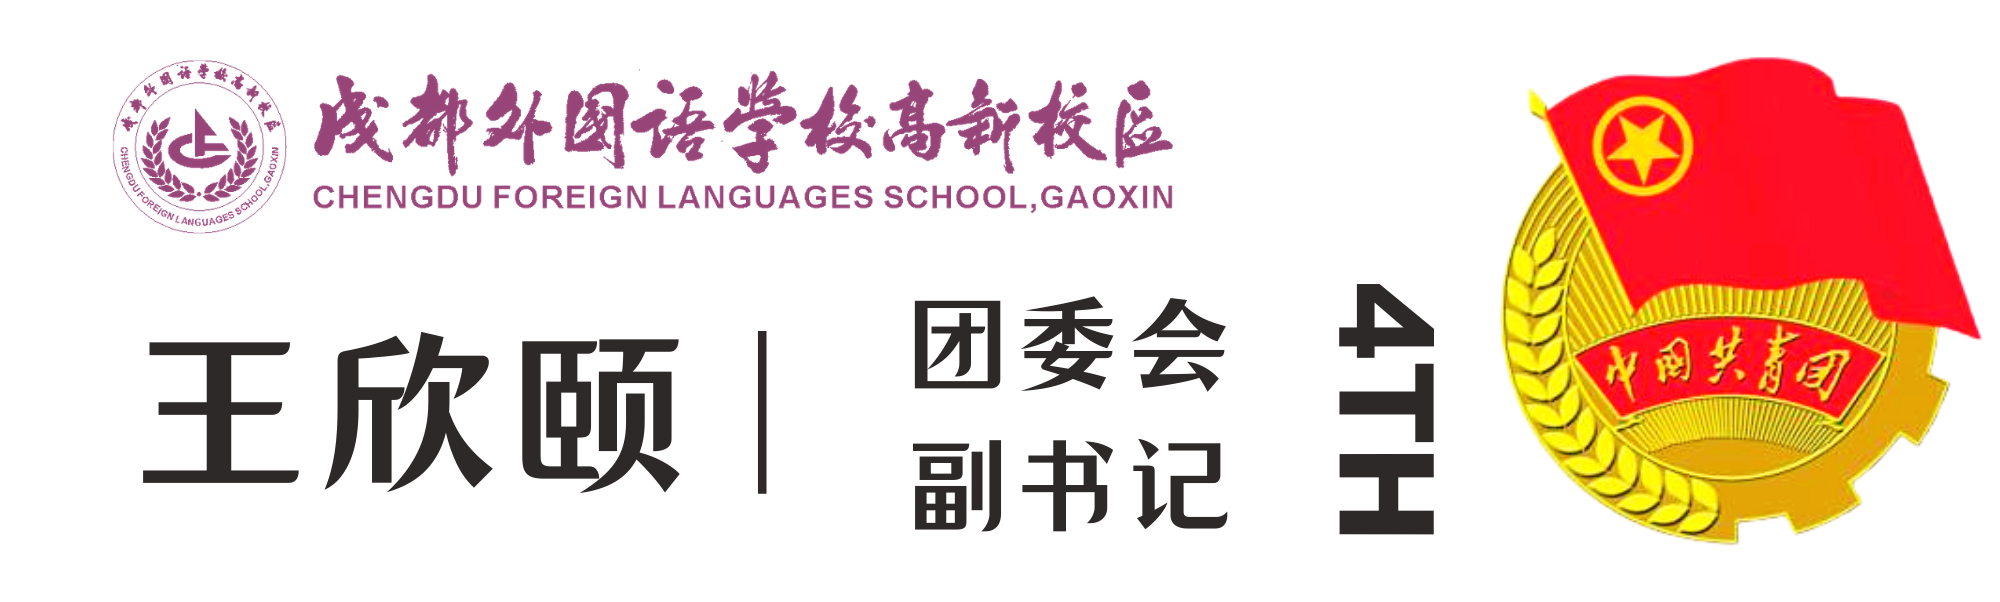 成都外国语学校高新校区
CHENGDU FOREIGN LANGUAGES SCHOOL,GAOXIN
成都外国语学校高新校区
CHENGDU FOREIGN LANGUAGES SCHOOL,GAOXIN
王欣颐
团委会
副书记
4TH
中国共青团